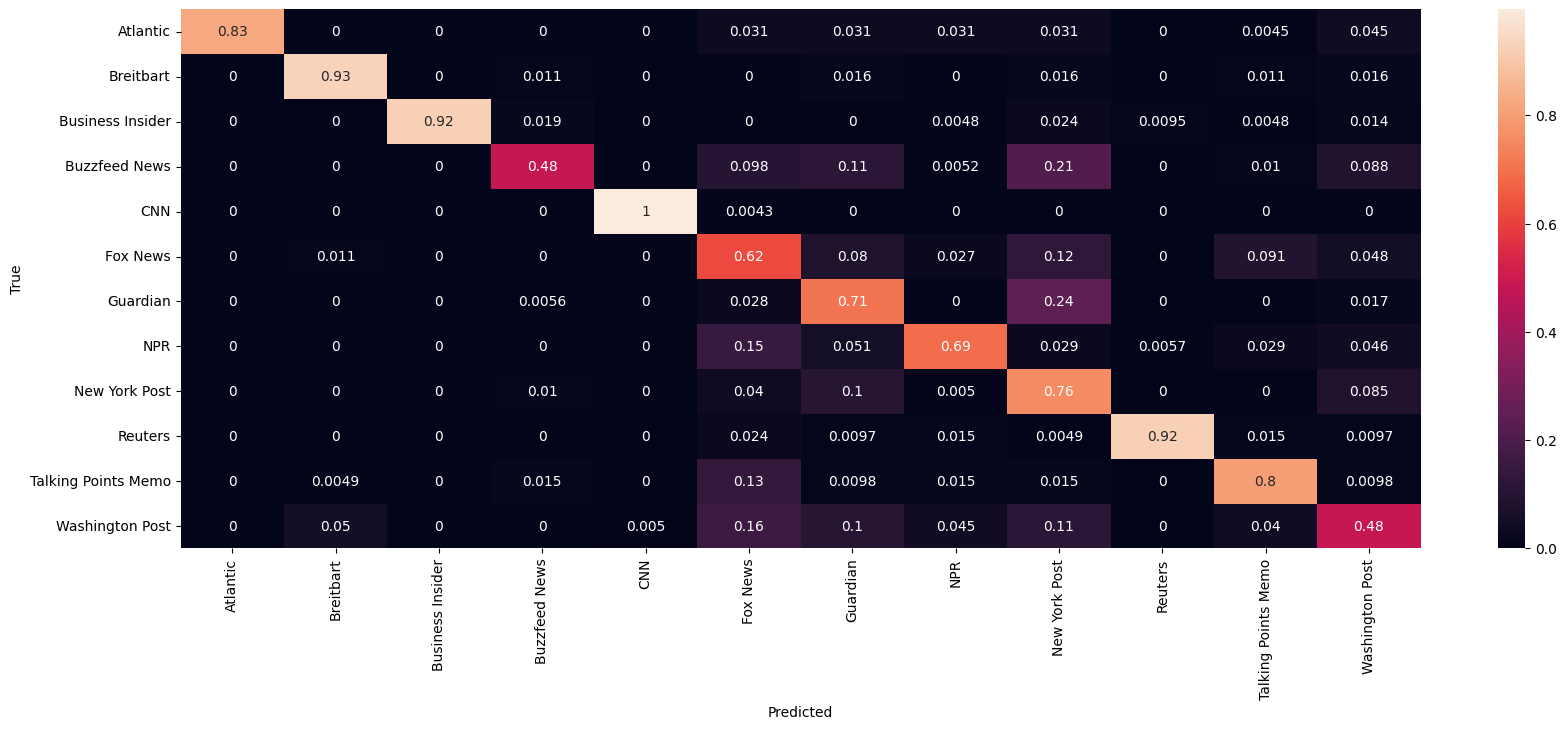 Atlantic 0.83 0 0 0 0 0.031 0.031 0.031 0.031 0 0.0045 0.045
Breitbart 0 0.93 0 0.011 0 0 0.016 0 0.016 0 0.011 0.016
Business Insider 0 0 0.92 0.019 0 0 0 0.0048 0.024 0.0095 0.0048 0.014
Buzzfeed News 0 0 0 0.48 0 0.098 0.11 0.0052 0.21 0 0.01 0.088
CNN 0 0 0 0 1 0.0043 0 0 0 0 0 0
Fox News 0 0.011 0 0 0 0.62 0.08 0.027 0.12 0 0.091 0.048
Guardian 0 0 0 0.0056 0 0.028 0.71 0 0.24 0 0 0.017
NPR 0 0 0 0 0 0.15 0.051 0.69 0.029 0.0057 0.029 0.046
New York Post 0 0 0 0.01 0 0.04 0.1 0.005 0.76 0 0 0.085
Reuters 0 0 0 0 0 0.024 0.0097 0.015 0.0049 0.92 0.015 0.0097
Talking Points Memo 0 0.0049 0 0.015 0 0.13 0.0098 0.015 0.015 0 0.8 0.0098
Washington Post 0 0.05 0 0 0.005 0.16 0.1 0.045 0.11 0 0.04 0.48
True
Atlantic
Breitbart
Business Insider
Buzzfeed News
CNN
Fox News
Guardian
NPR
New York Post
Reuters
Talking Points Memo
Washington Post
Predicted
0.8
0.6
0.4
0.2
0.0